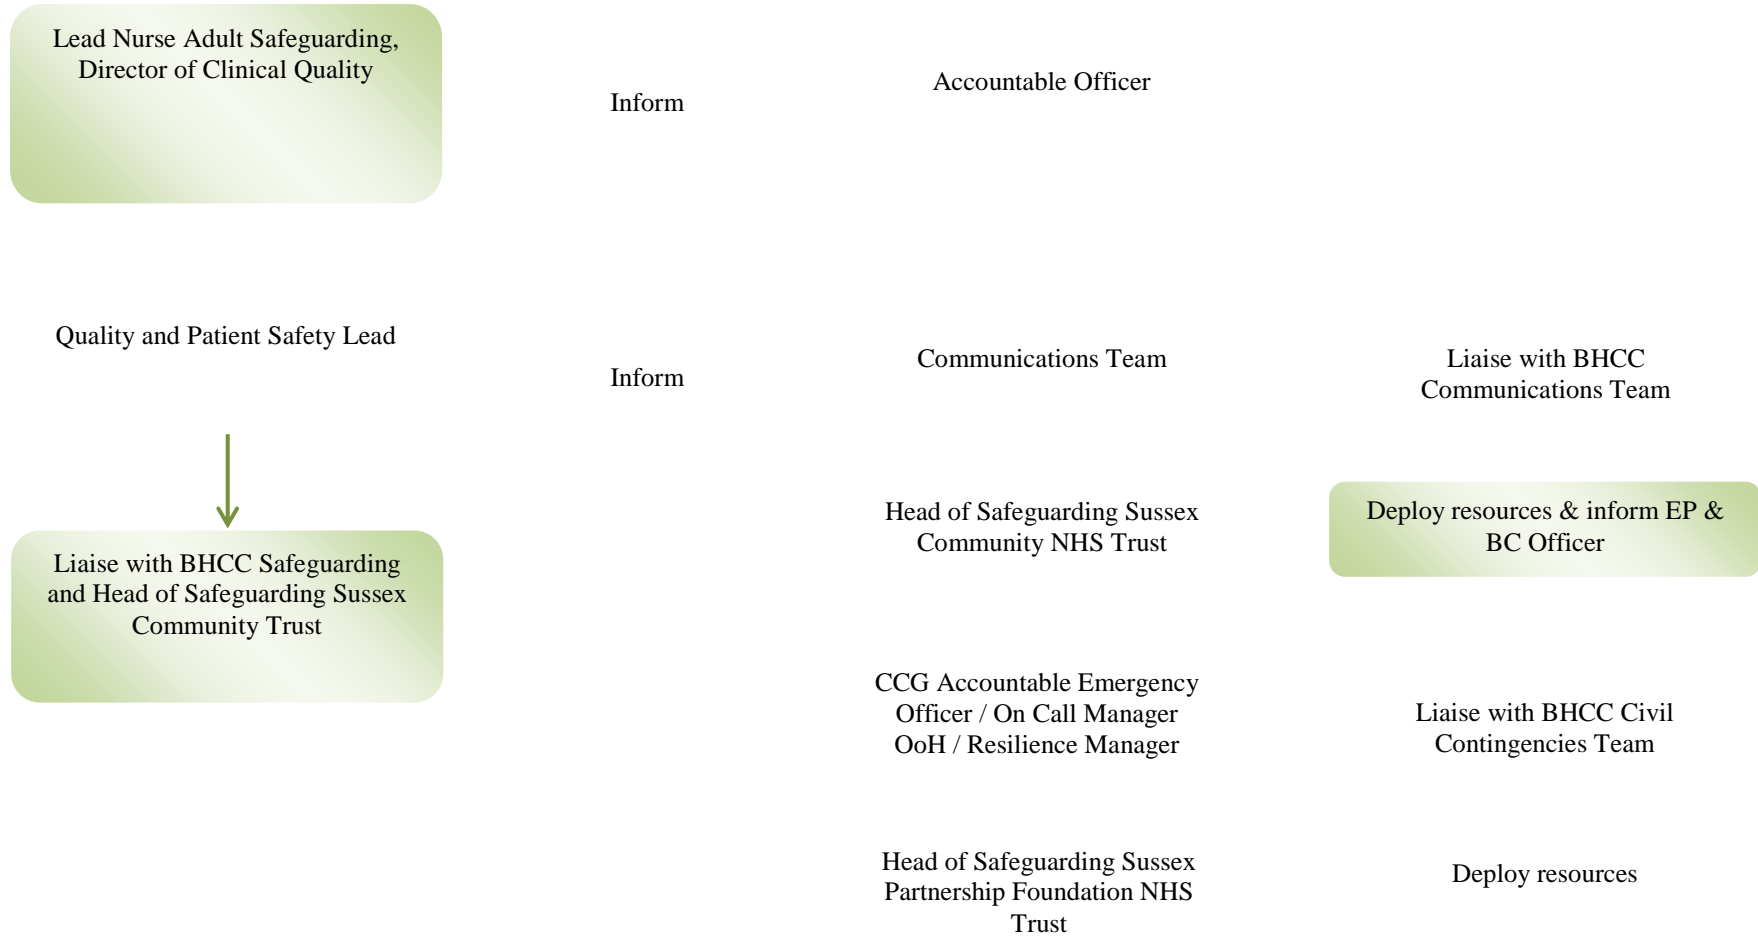 Lead Nurse Adult Safeguarding,
Director of Clinical Quality
Inform
Accountable Officer
Quality and Patient Safety Lead
Inform
Communications Team
Liaise with BHCC
Communications Team
Head of Safeguarding Sussex
Community NHS Trust
Deploy resources & inform EP &
BC Officer
Liaise with BHCC Safeguarding
and Head of Safeguarding Sussex
Community Trust
CCG Accountable Emergency
Officer / On Call Manager
OoH / Resilience Manager
Liaise with BHCC Civil
Contingencies Team
Head of Safeguarding Sussex
Partnership Foundation NHS
Trust
Deploy resources